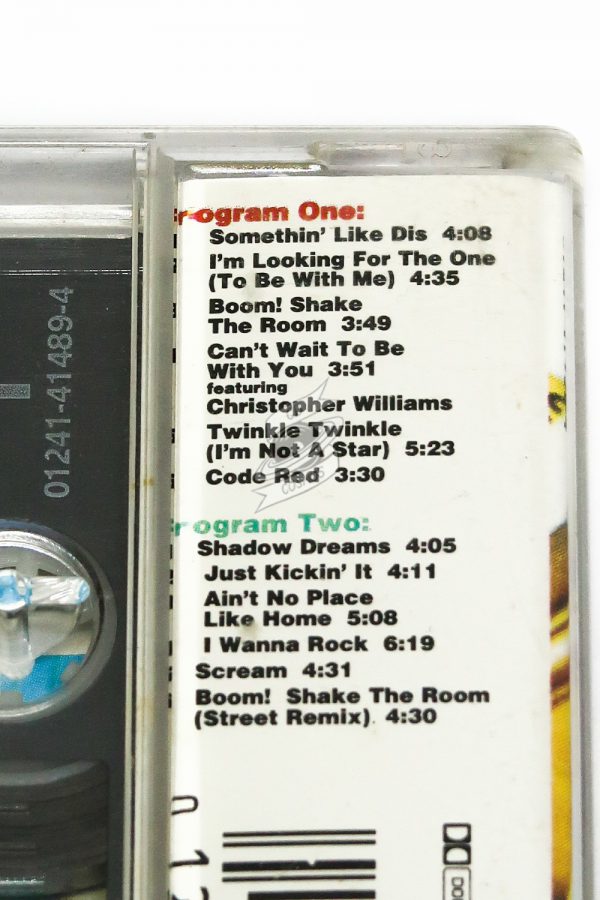 Program One:
Somethin' Like Dis 4:08
I'm Looking For The One
(To Be With Me) 4:35
Boom! Shake
The Room 3:49
Can't Wait To Be
With You 3:51
featuring
Christopher Williams
Twinkle Twinkle
(I'm Not A Star) 5:23
Code Red 3:30
Program Two:
Shadow Dreams 4:05
Just Kickin' It 4:11
Ain't No Place
Like Home 5:08
I Wanna Rock 6:19
Scream 4:31
Boom! Shake The Room
(Street Remix) 4:30
01241-41489-4